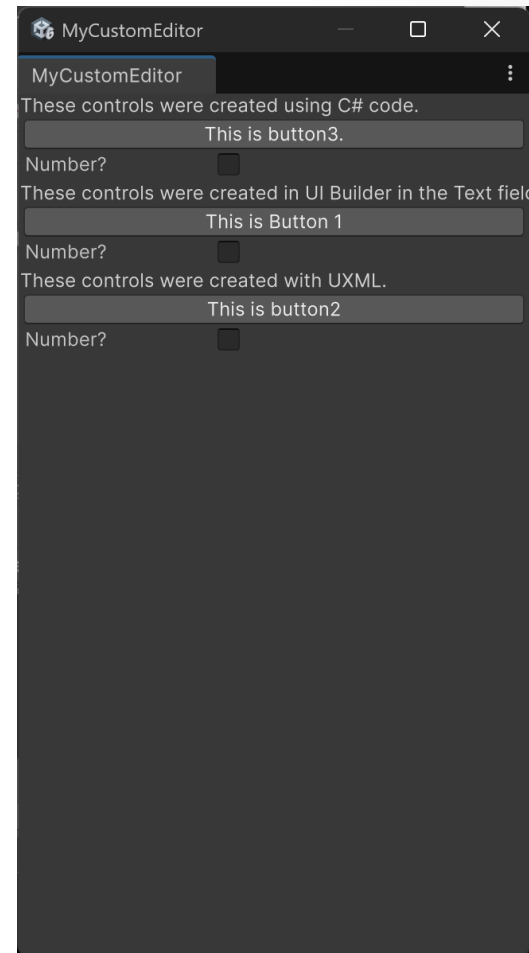 MyCustomEditor
MyCustomEditor
These controls were created using C# code.
This is button3.
Number?
These controls were created in UI Builder in the Text fiel
This is Button 1
Number?
These controls were created with UXML.
This is button2
Number?